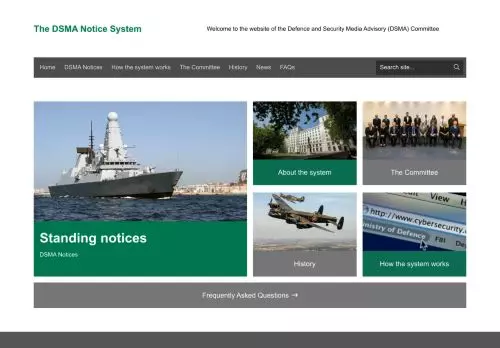 The DSMA Notice System
Welcome to the website of the Defence and Security Media Advisory (DSMA) Committee
Home DSMA Notices How the system works The Committee History News FAQs Search site...
About the system
The Committee
Standing notices
DSMA Notices
History
View
http://www.cybersecurity.
ministry of Defence FBI
How the system works
Frequently Asked Questions →